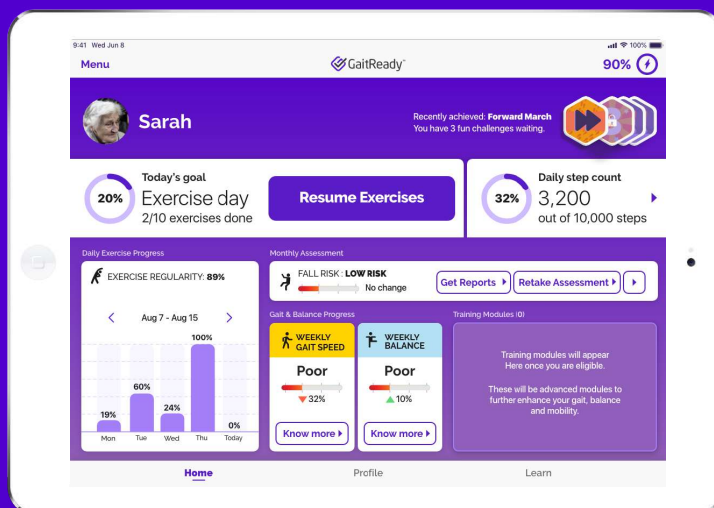 9:41 Wed Jun 8
100%
Menu
GaitReady
90%
Sarah
Recently achieved: Forward March
You have 3 fun challenges waiting.
Today's goal
20%
Exercise day
2/10 exercises done
Resume Exercises
Daily step count
32%
3,200
out of 10,000 steps
Daily Exercise Progress
EXERCISE REGULARITY: 89%
Aug 7 - Aug 15
100%
60%
19%
24%
0%
Mon Tue Wed Thu Today
Monthly Assessment
FALL RISK : LOW RISK
No change
Get Reports
Retake Assessment
Gait & Balance Progress
WEEKLY
GAIT SPEED
Poor
32%
Know more
WEEKLY
BALANCE
Poor
10%
Know more
Training Modules (0)
Training modules will appear
Here once you are eligible.
These will be advanced modules to
further enhance your gait, balance
and mobility.
Home
Profile
Learn